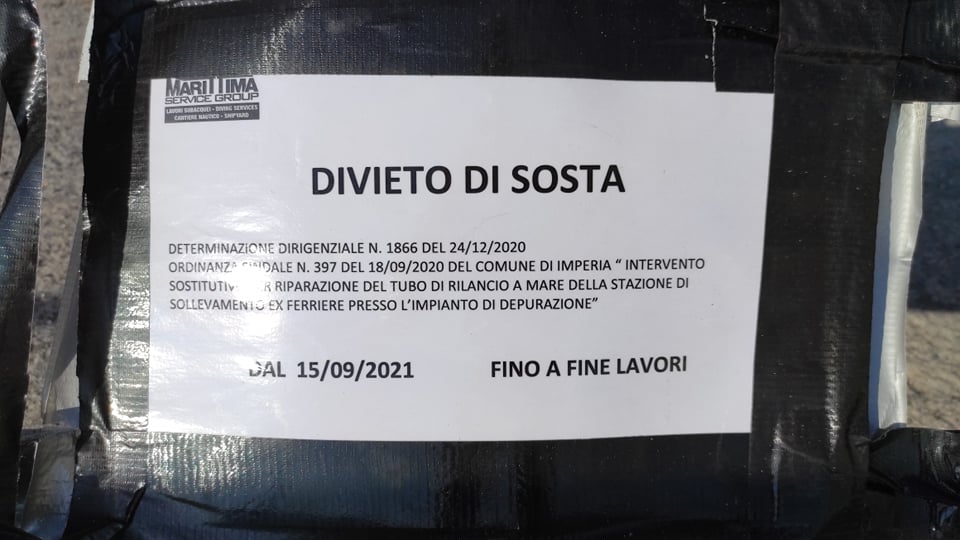 MARITTIMA
SERVICE GROUP
LAVORI SUBACQUEI - DIVING SERVICES
CANTIERE NAUTICO - SHIPYARD
DIVIETO DI SOSTA
DETERMINAZIONE DIRIGENZIALE N. 1866 DEL 24/12/2020
ORDINANZA SINDALE N. 397 DEL 18/09/2020 DEL COMUNE DI IMPERIA “ INTERVENTO
SOSTITUTIVO PER RIPARAZIONE DEL TUBO DI RILANCIO A MARE DELLA STAZIONE DI
SOLLEVAMENTO EX FERRIERE PRESSO L’IMPIANTO DI DEPURAZIONE”
DAL 15/09/2021 FINO A FINE LAVORI